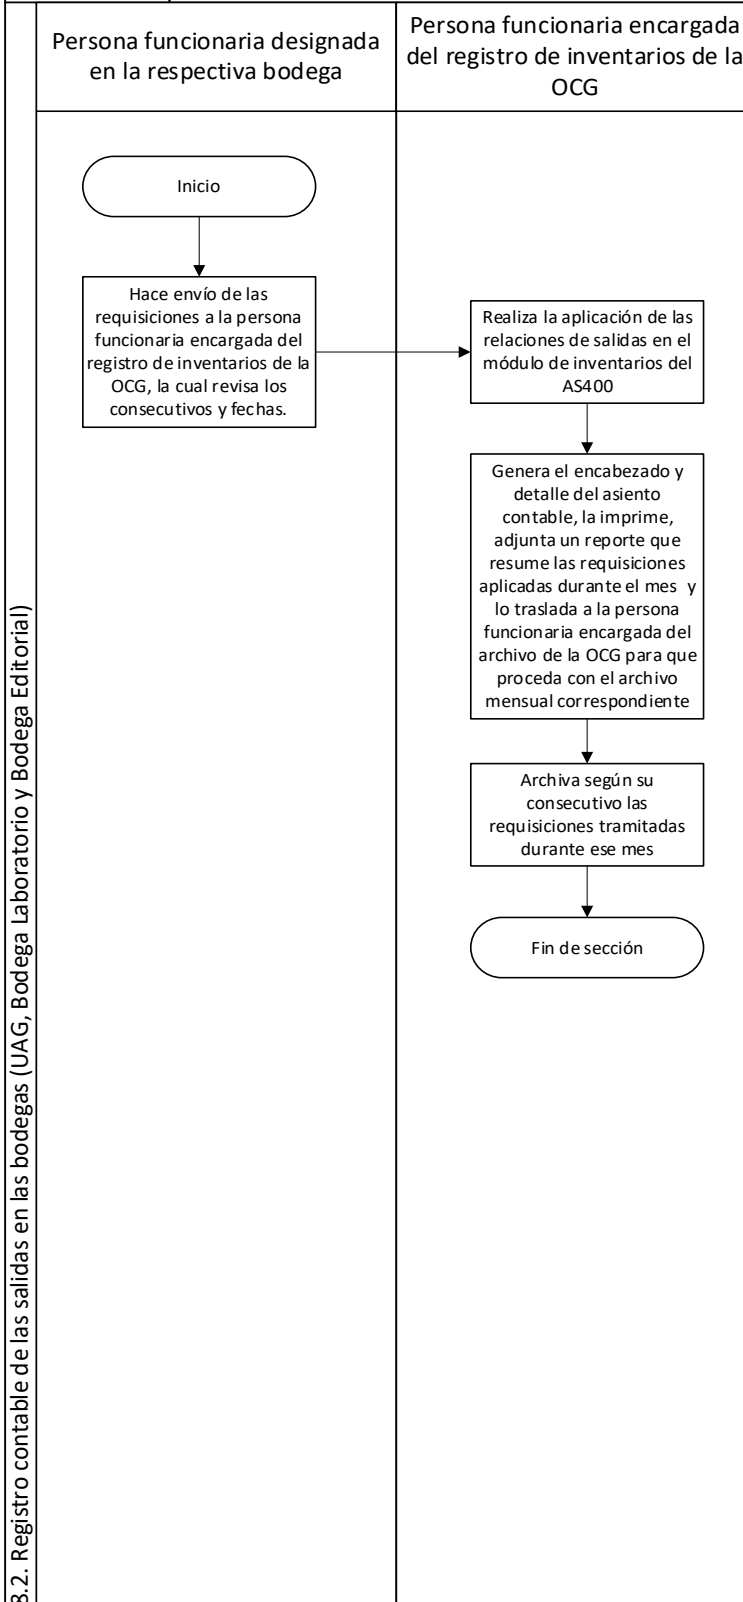 Persona funcionaria designada
en la respectiva bodega
Persona funcionaria encargada
del registro de inventarios de la
OCG
Inicio
Hace envío de las
requisiciones a la persona
funcionaria encargada del
registro de inventarios de la
OCG, la cual revisa los
consecutivos y fechas.
Realiza la aplicación de las
relaciones de salidas en el
módulo de inventarios del
AS400
Genera el encabezado y
detalle del asiento
contable, la imprime,
adjunta un reporte que
resume las requisiciones
aplicadas durante el mes y
lo traslada a la persona
funcionaria encargada del
archivo de la OCG para que
proceda con el archivo
mensual correspondiente
Archiva según su
consecutivo las
requisiciones tramitadas
durante ese mes
Fin de sección
.2. Registro contable de las salidas en las bodegas (UAG, Bodega Laboratorio y Bodega Editorial)